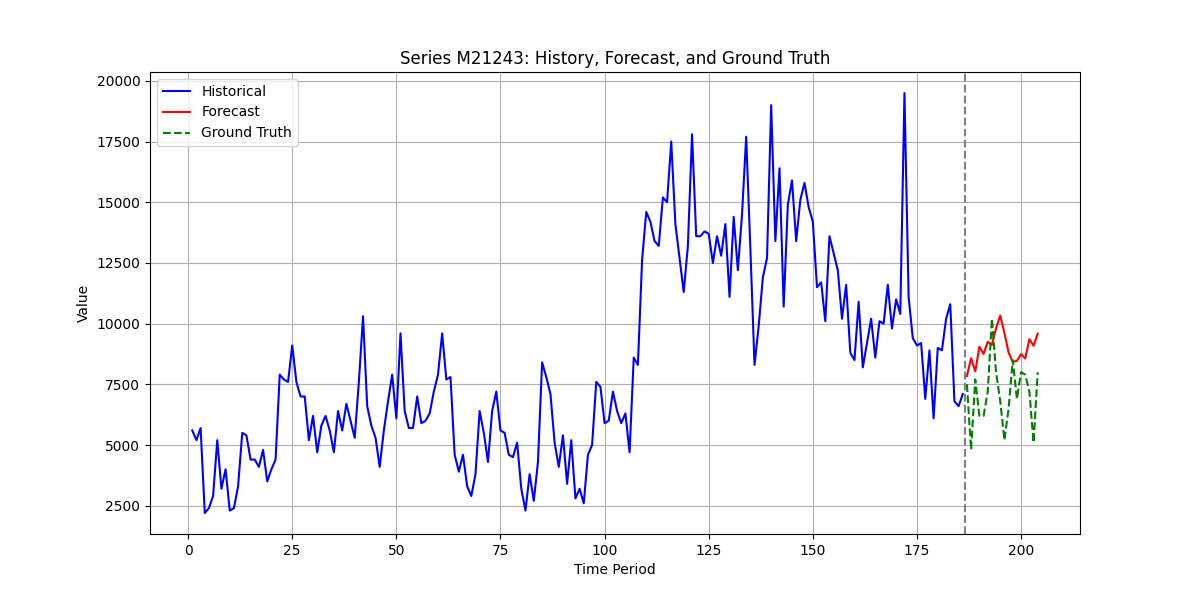 Series M21243: History, Forecast, and Ground Truth
20000
17500
15000
12500
10000
7500
5000
2500
Value
Historical
Forecast
Ground Truth
0 25 50 75 100 125 150 175 200
Time Period